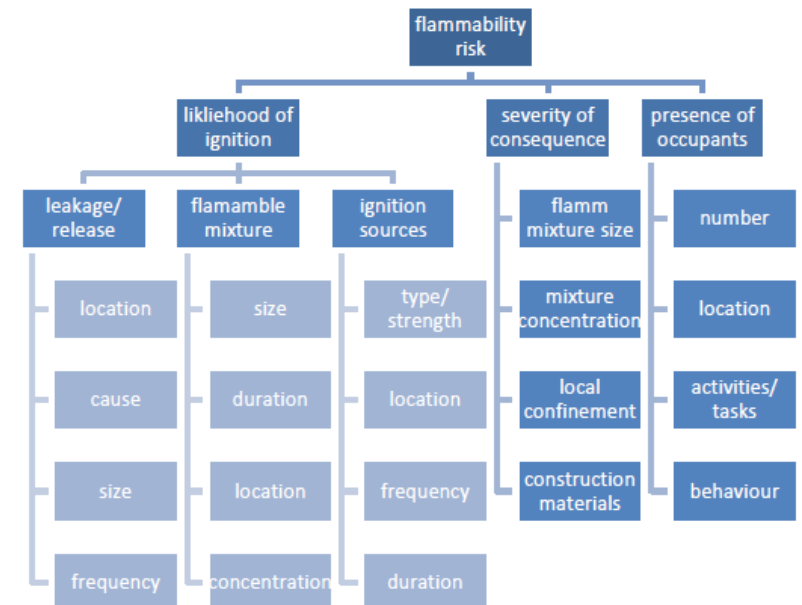 flammability
risk
likliehood of
ignition
severity of
consequence
presence of
occupants
leakage/
release
flamamble
mixture
ignition
sources
flamm
mixture size
number
location
size
type/
strength
mixture
concentration
location
cause
duration
location
local
confinement
activities/
tasks
size
location
frequency
construction
materials
behaviour
frequency
concentration
duration